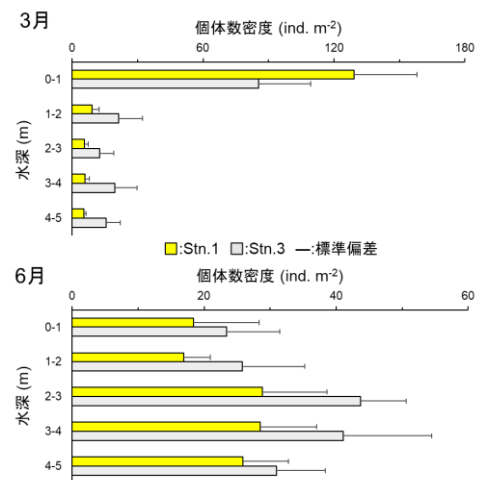 3月
個体数密度 (ind. m-2)
0 60 120 180
水深 (m)
0-1
1-2
2-3
3-4
4-5
:Stn.1 :Stn.3 —:標準偏差
6月
個体数密度 (ind. m-2)
0 20 40 60
水深 (m)
0-1
1-2
2-3
3-4
4-5